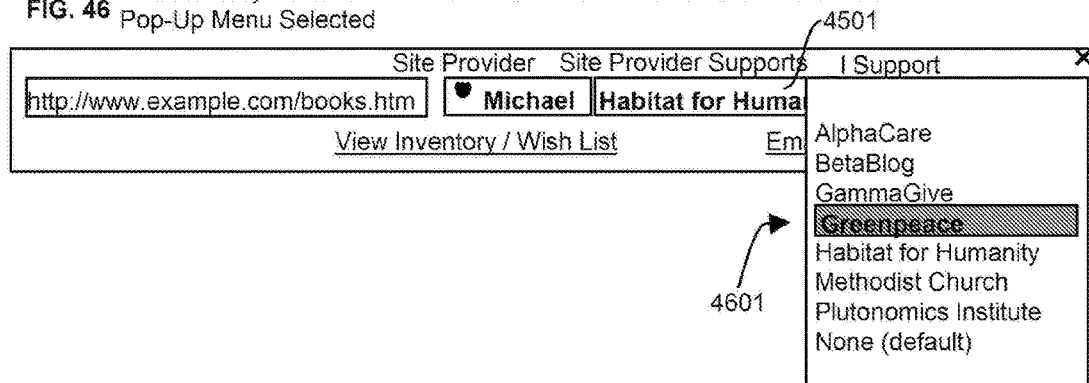 FIG. 46 Pop-Up Menu Selected
4501
Site Provider Site Provider Supports I Support X
http://www.example.com/books.htm Michael Habitat for Humar
View Inventory / Wish List Em
AlphaCare
BetaBlog
GammaGive
Greenpeace
Habitat for Humanity
4601
Methodist Church
Plutonomics Institute
None (default)